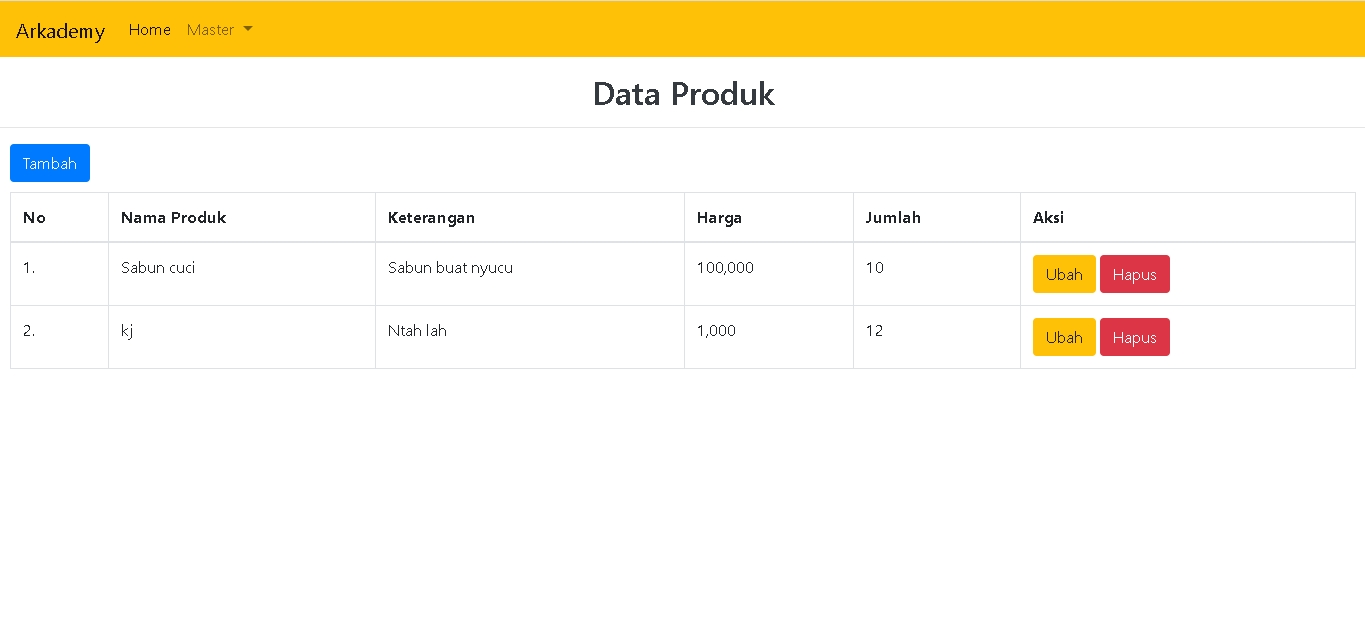 Arkademy Home Master
Data Produk
Tambah
No Nama Produk Keterangan Harga Jumlah Aksi
1. Sabun cuci Sabun buat nyucu 100,000 10 Ubah Hapus
2. kj Ntah lah 1,000 12 Ubah Hapus